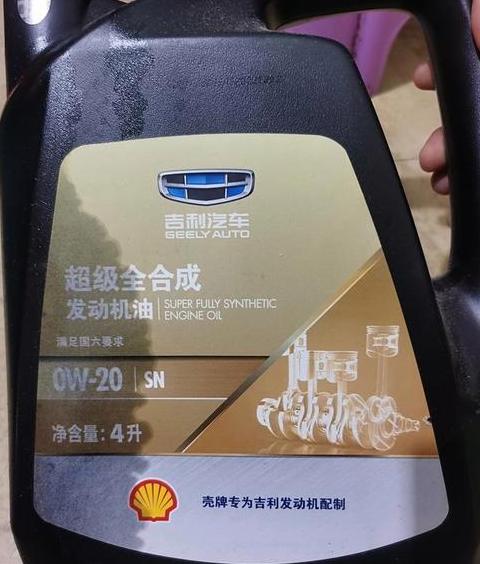 吉利汽车
GEELY AUTO
超级全合成
发动机油
SUPER FULLY SYNTHETIC
ENGINE OIL
满足国六要求
0W-20 SN
净含量：4升
壳牌专为吉利发动机配制